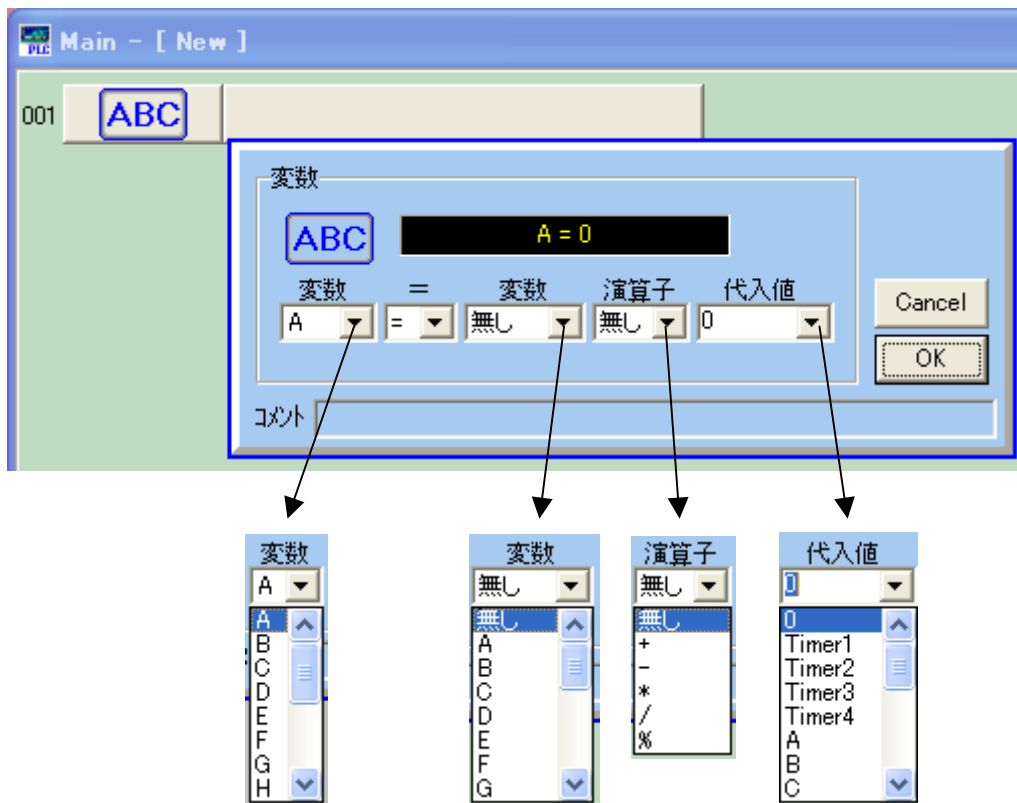 PLC Main - [ New ]
001 ABC
変数
ABC A = 0
変数 = 変数 演算子 代入値
A = 無し 無し 0
Cancel
OK
コメント
変数 変数 演算子 代入値
A 無し 無し 0
A 無し 無し 0
B A + Timer1
C B - Timer2
D C * Timer3
E D / Timer4
F E % A
G F B
H G C